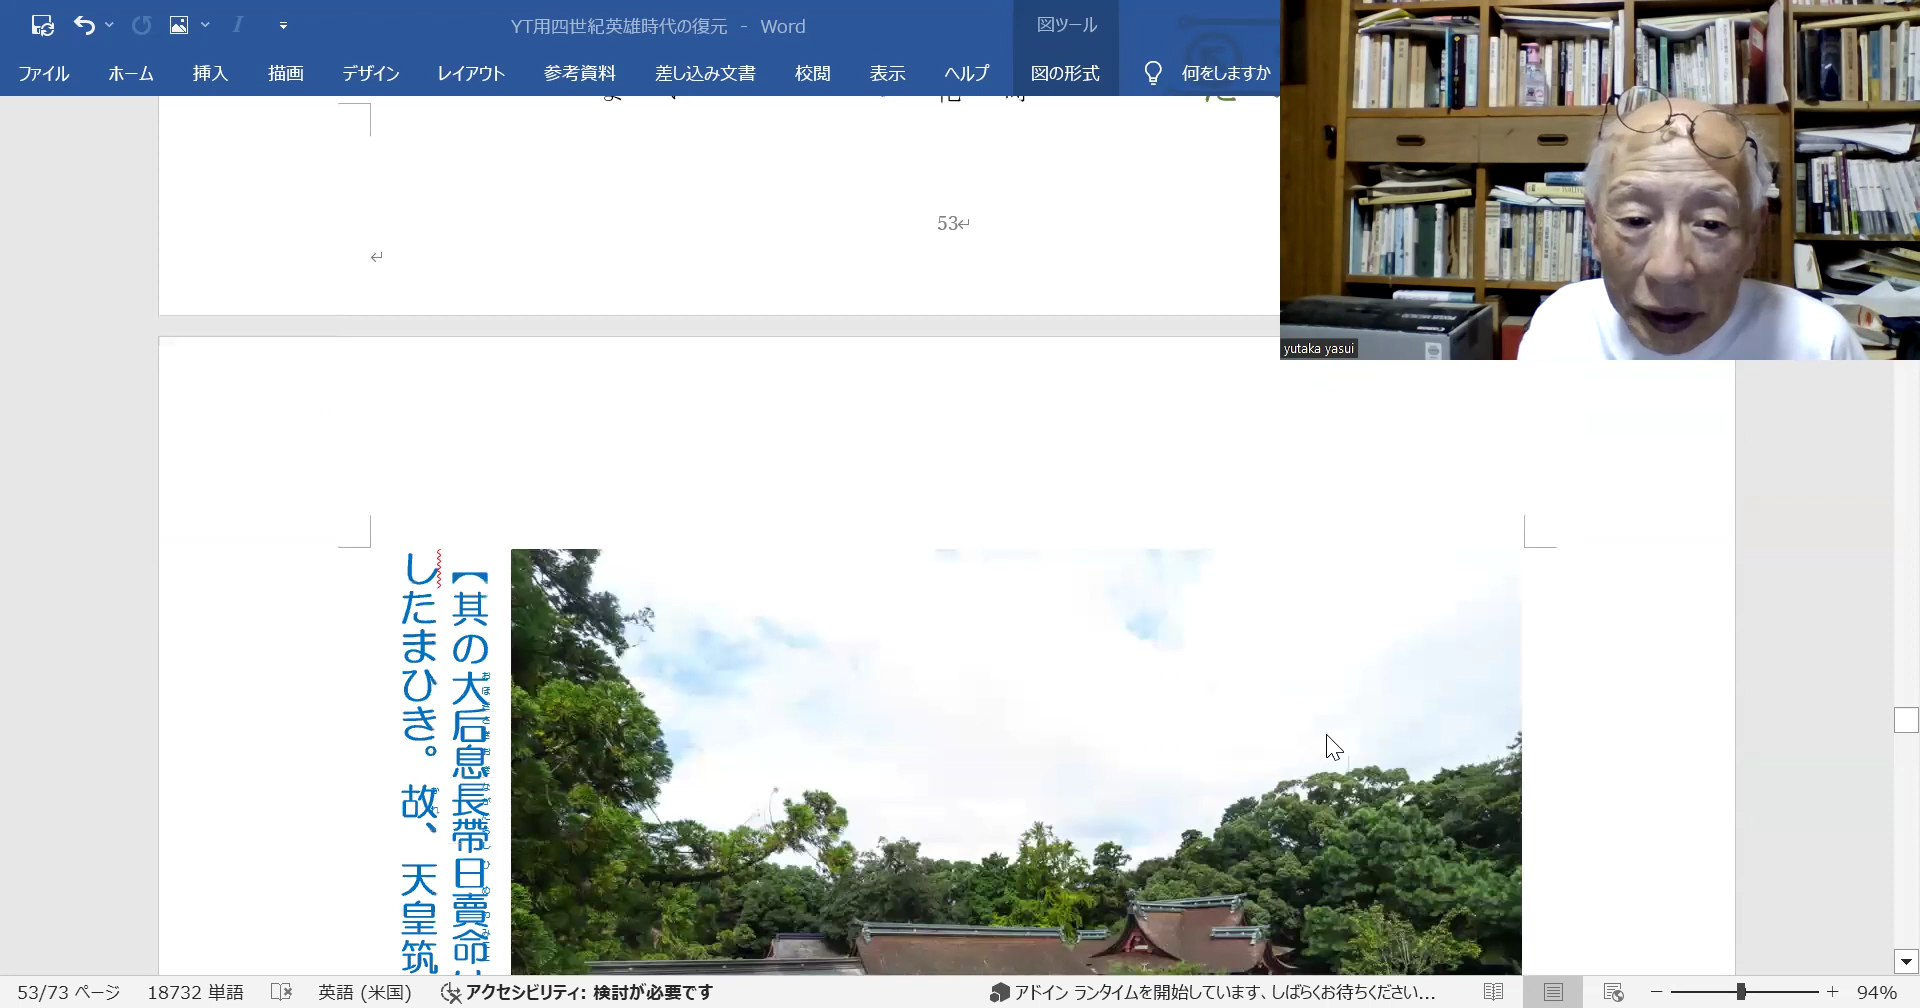 YT用四世紀英雄時代の復元 - Word
図ツール
ファイル
ホーム
挿入
描画
デザイン
レイアウト
参考資料
差し込み文書
校閲
表示
ヘルプ
図の形式
何をしますか
yutaka yasui
53
【其の大后息長帶日賣命は
したまひき。故、天皇筑
53/73 ページ
18732 単語
英語 (米国)
アクセシビリティ: 検討が必要です
アドイン ランタイムを開始しています、しばらくお待ちください...
94%